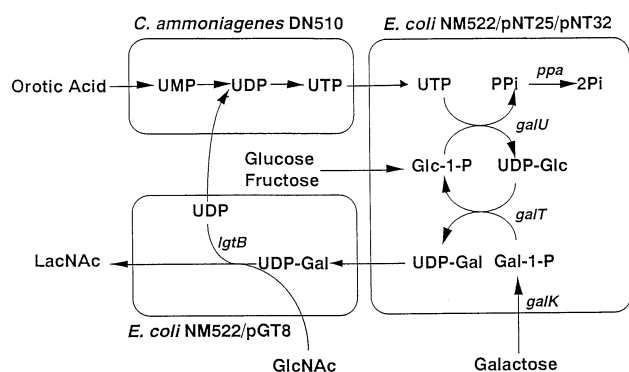 C. ammoniagenes DN510
E. coli NM522/pNT25/pNT32
Orotic Acid
UMP
UDP
UTP
UTP
PPi
ppa
2Pi
galU
Glucose
Fructose
Glc-1-P
UDP-Glc
UDP
lgtB
galT
LacNAc
UDP-Gal
UDP-Gal
Gal-1-P
galK
E. coli NM522/pGT8
GlcNAc
Galactose